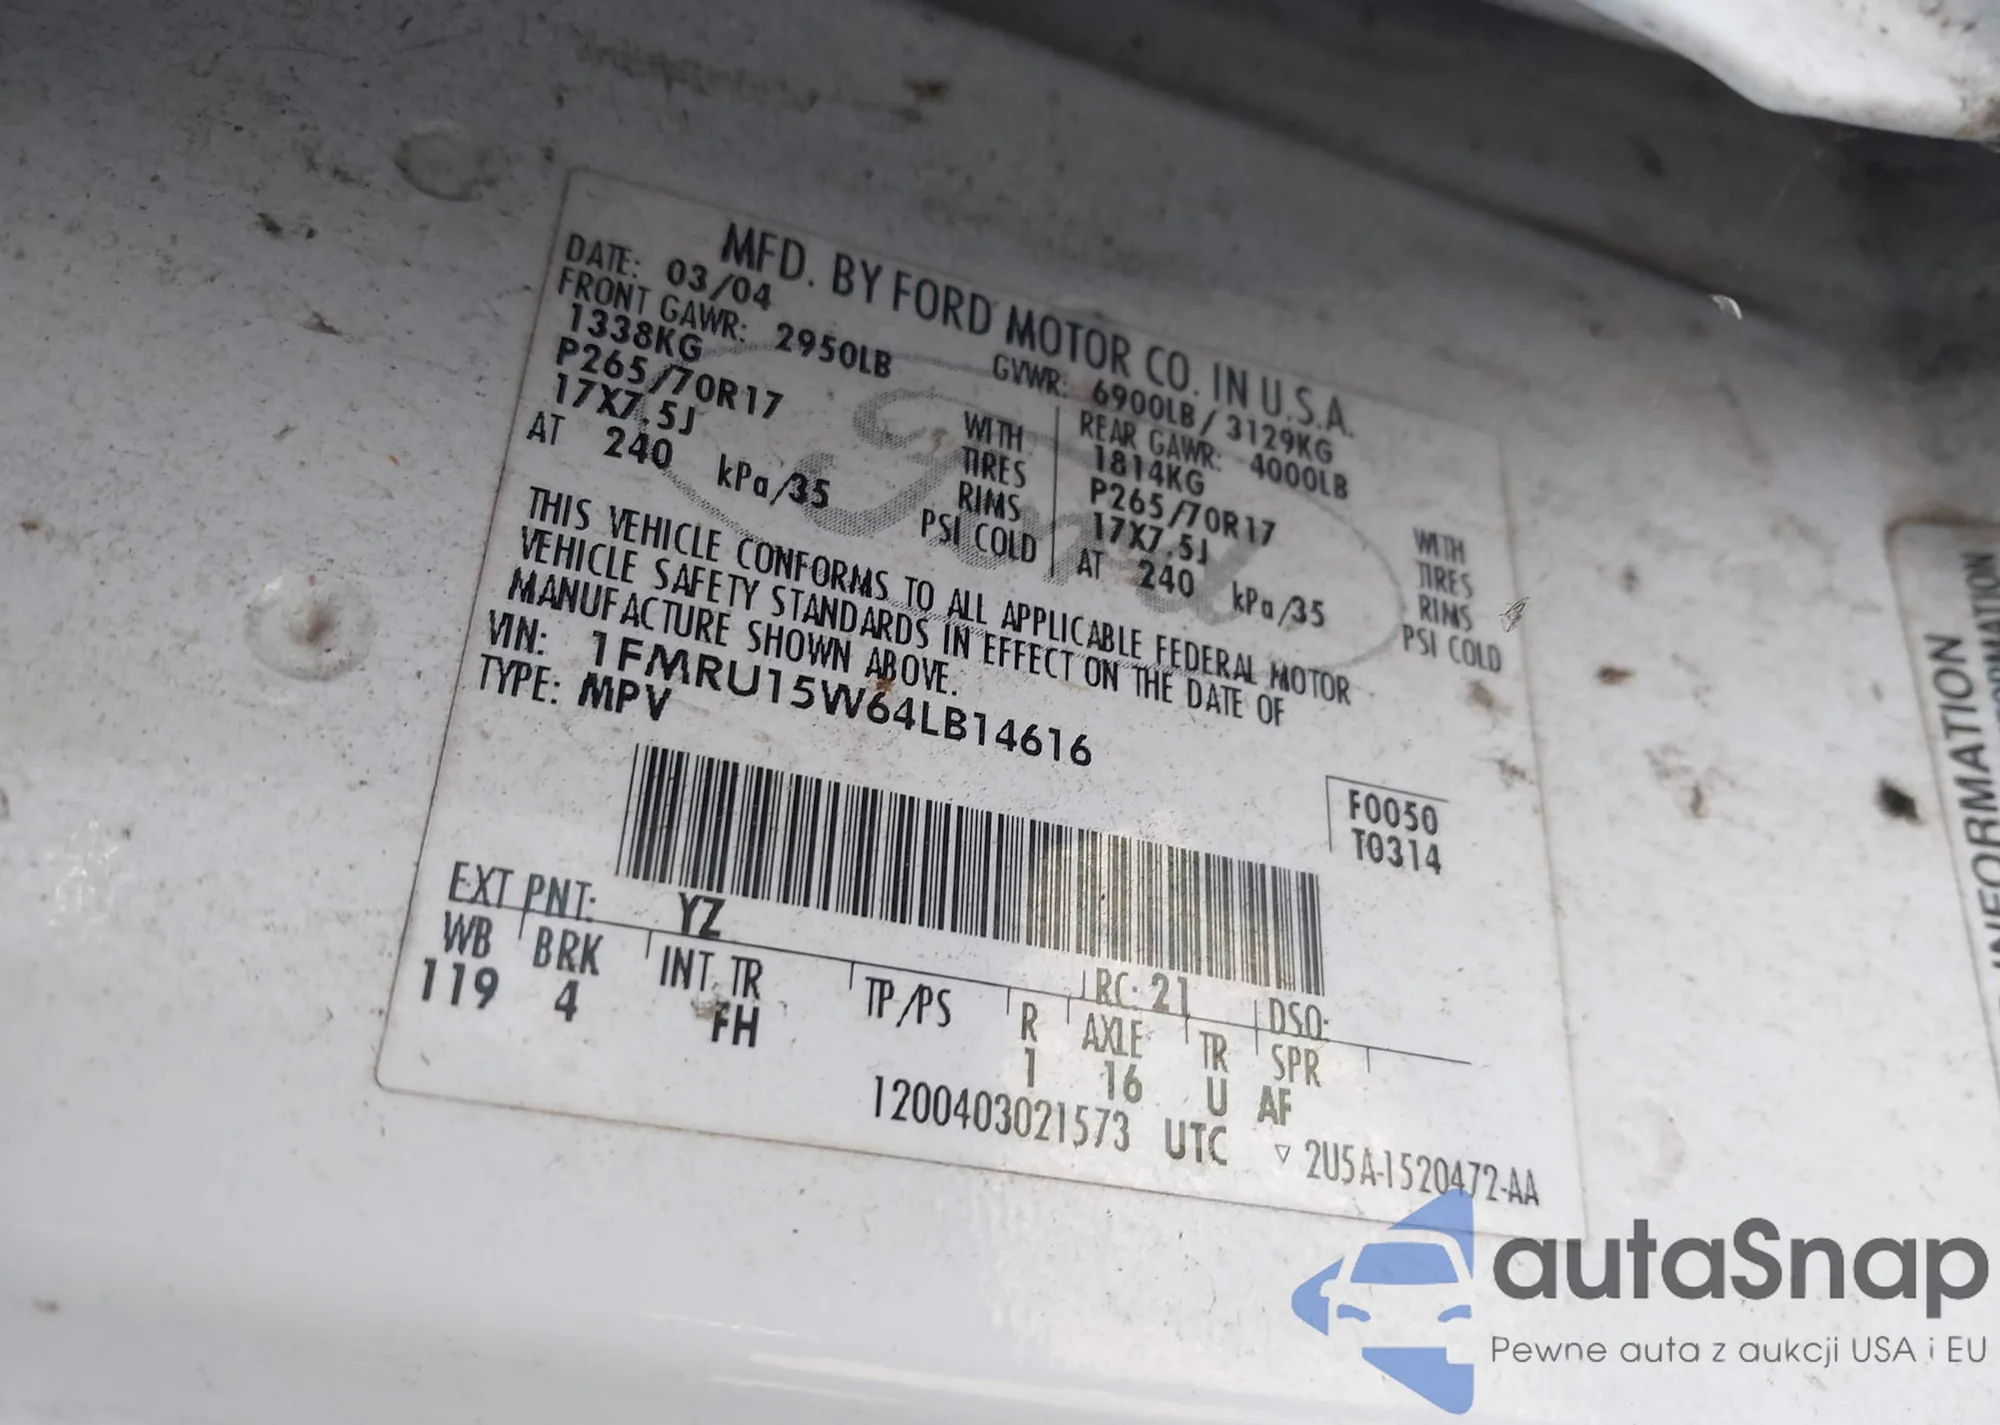 MFD. BY FORD MOTOR CO. IN U.S.A.
DATE: 03/04 GVWR: 6900LB / 3129KG
FRONT GAWR: 2950LB REAR GAWR: 4000LB
1338KG WITH 1814KG WITH
P265/70R17 TIRES P265/70R17 TIRES
17X7.5J RIMS 17X7.5J RIMS
AT 240 kPa/35 PSI COLD AT 240 kPa/35 PSI COLD
THIS VEHICLE CONFORMS TO ALL APPLICABLE FEDERAL MOTOR
VEHICLE SAFETY STANDARDS IN EFFECT ON THE DATE OF
MANUFACTURE SHOWN ABOVE.
VIN: 1FMRU15W64LB14616
TYPE: MPV
F0050
T0314
EXT PNT: YZ RC: 21 DSO:
WB BRK INT TR TP/PS R AXLE TR SPR
119 4 FH 1 16 U AF
1200403021573 UTC ▽ 2U5A-1520472-AA
Ford
INFORMATION
INFORMATION
autaSnap
Pewne auta z aukcji USA i EU